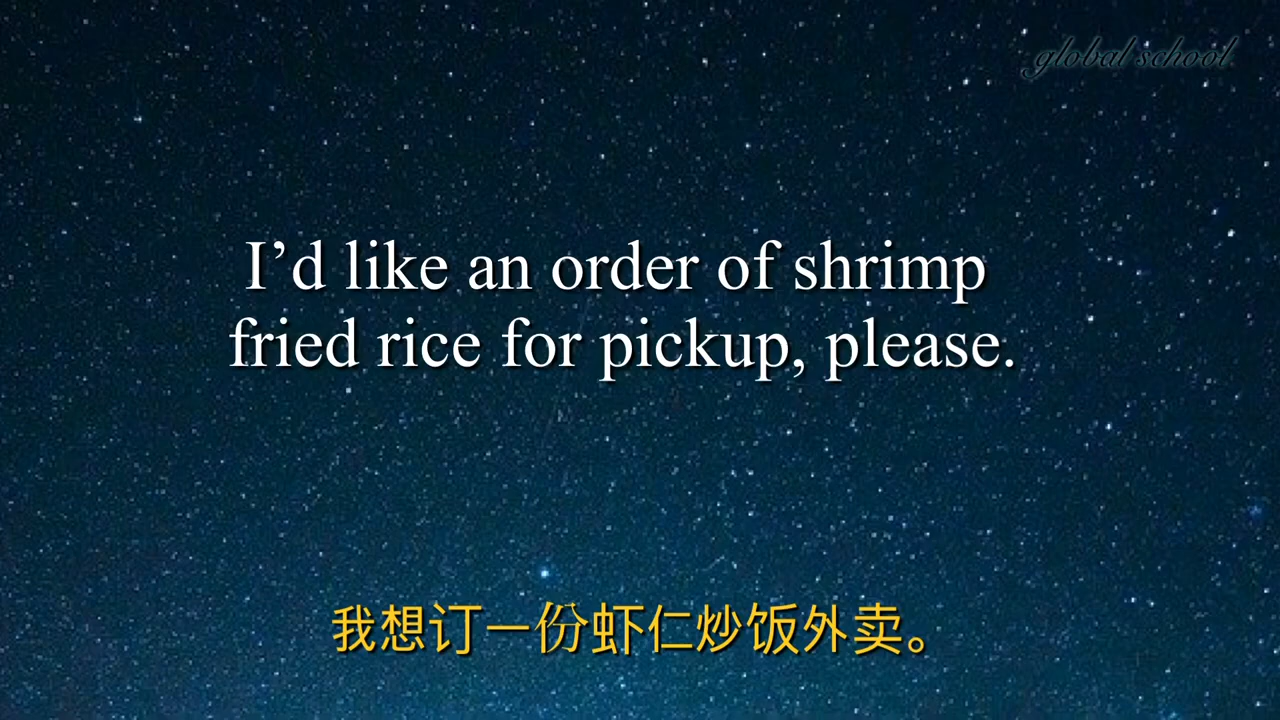 global school
I’d like an order of shrimp
fried rice for pickup, please.
我想订一份虾仁炒饭外卖。